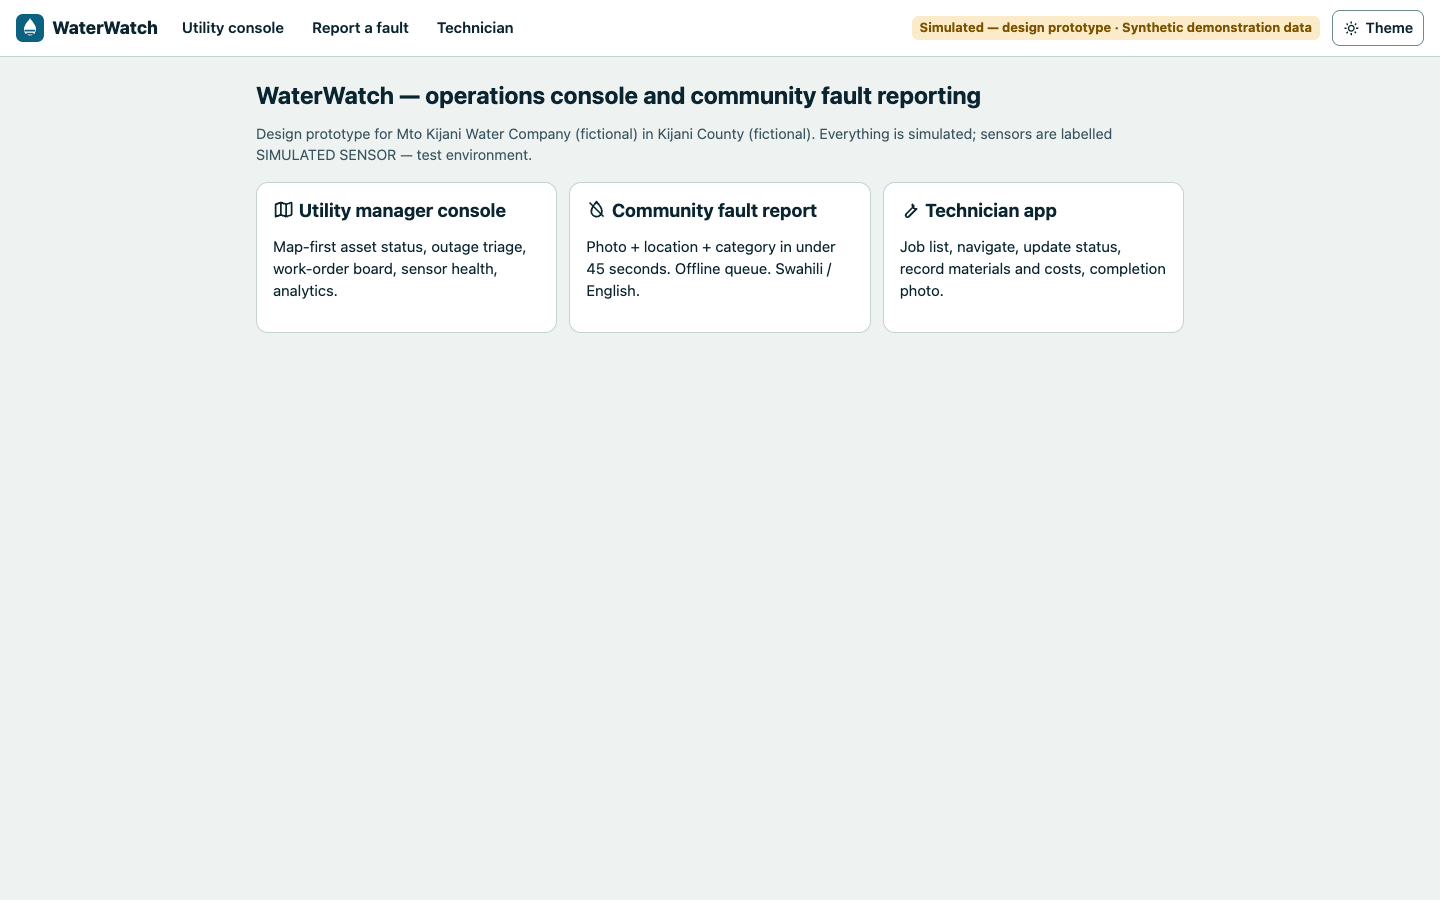 WaterWatch
Utility console
Report a fault
Technician
Simulated — design prototype · Synthetic demonstration data
Theme
WaterWatch — operations console and community fault reporting
Design prototype for Mto Kijani Water Company (fictional) in Kijani County (fictional). Everything is simulated; sensors are labelled
SIMULATED SENSOR — test environment.
Utility manager console
Map-first asset status, outage triage,
work-order board, sensor health,
analytics.
Community fault report
Photo + location + category in under
45 seconds. Offline queue. Swahili /
English.
Technician app
Job list, navigate, update status,
record materials and costs, completion
photo.